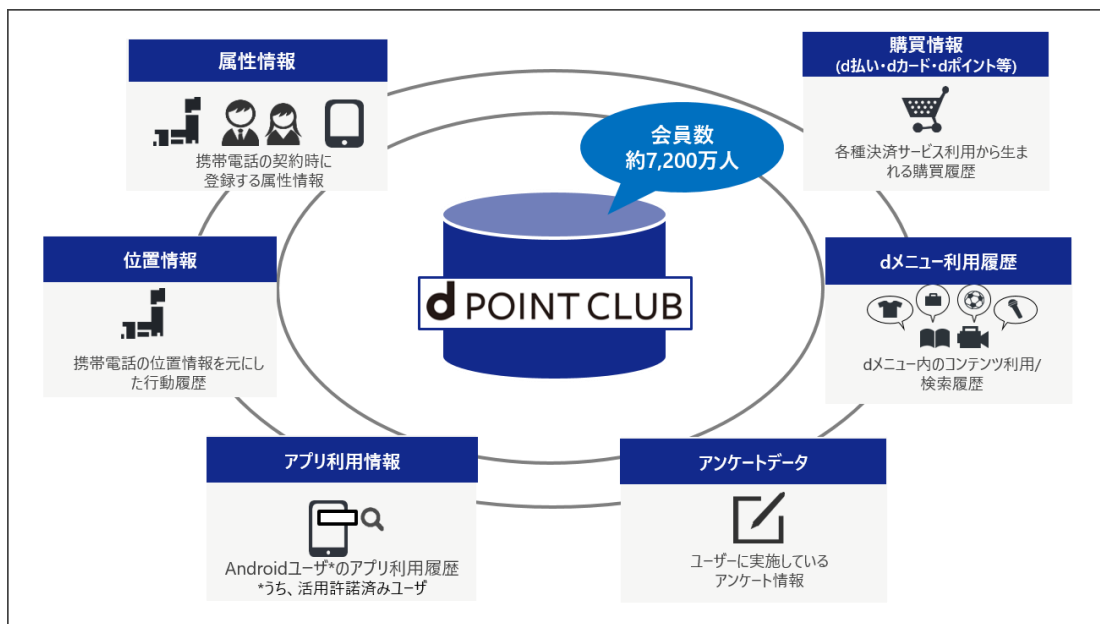 属性情報
携帯電話の契約時に
登録する属性情報
購買情報
(d払い・dカード・dポイント等)
各種決済サービス利用から生ま
れる購買履歴
会員数
約7,200万人
位置情報
携帯電話の位置情報を元にし
た行動履歴
d POINT CLUB
dメニュー利用履歴
dメニュー内のコンテンツ利用/
検索履歴
アプリ利用情報
Androidユーザ*のアプリ利用履歴
*うち、活用許諾済みユーザ
アンケートデータ
ユーザーに実施している
アンケート情報